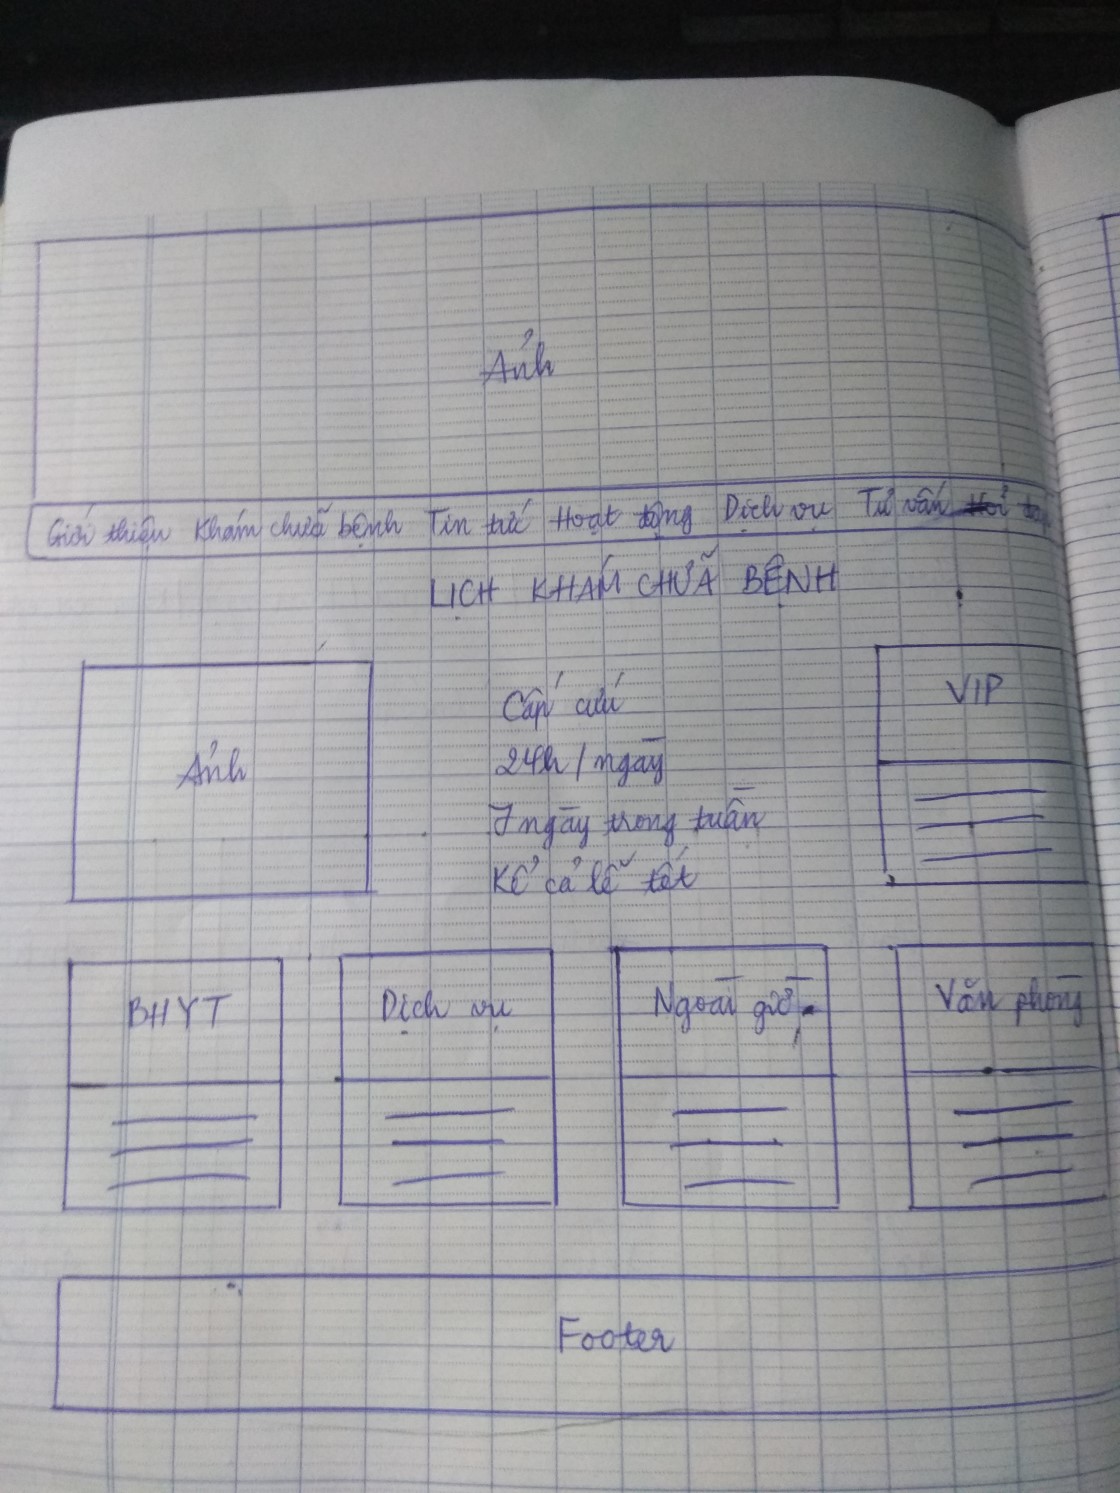 Ảnh
Giới thiệu Khám chữa bệnh Tin tức Hoạt động Dịch vụ Tư vấn
LỊCH KHÁM CHỮA BỆNH
Ảnh
Cấp cứu
24h/ngày
7 ngày trong tuần
Kể cả lễ tết
VIP
BHYT
Dịch vụ
Ngoài giờ
Văn phòng
Footer